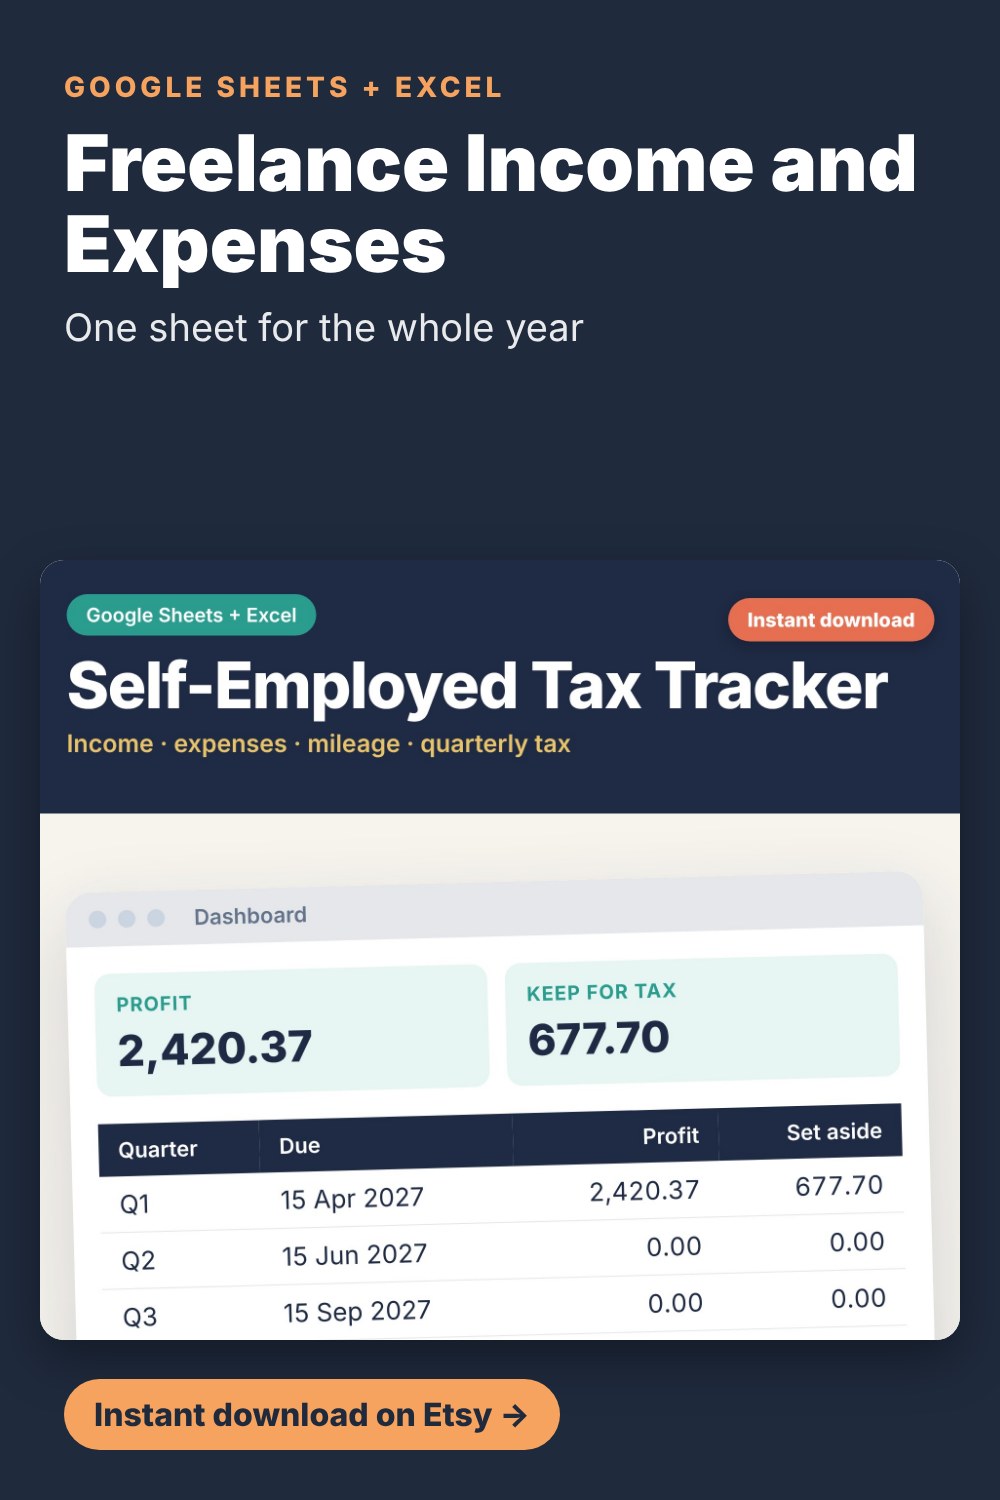 GOOGLE SHEETS + EXCEL
Freelance Income and
Expenses
One sheet for the whole year
Google Sheets + Excel
Instant download
Self-Employed Tax Tracker
Income · expenses · mileage · quarterly tax
Dashboard
PROFIT
2,420.37
KEEP FOR TAX
677.70
Quarter Due Profit Set aside
Q1 15 Apr 2027 2,420.37 677.70
Q2 15 Jun 2027 0.00 0.00
Q3 15 Sep 2027 0.00 0.00
Instant download on Etsy →